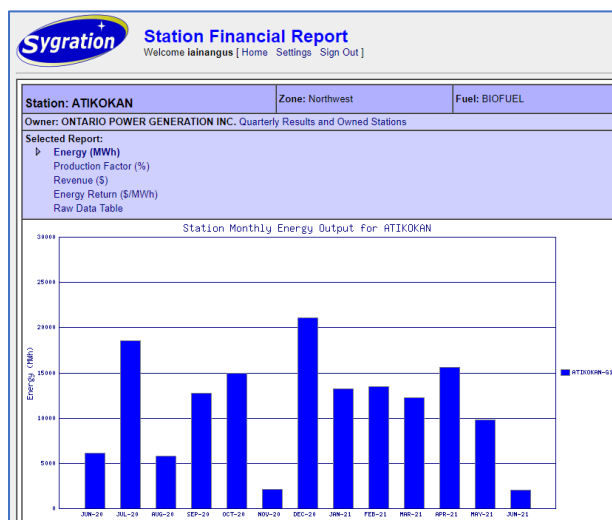 Sygration
Station Financial Report
Welcome iainangus [ Home Settings Sign Out ]
Station: ATIKOKAN Zone: Northwest Fuel: BIOFUEL
Owner: ONTARIO POWER GENERATION INC. Quarterly Results and Owned Stations
Selected Report:
Energy (MWh)
Production Factor (%)
Revenue ($)
Energy Return ($/MWh)
Raw Data Table
Station Monthly Energy Output for ATIKOKAN
30000
25000
20000
15000
10000
5000
0
Energy (MWh)
ATIKOKAN-G1
JUN-20 JUL-20 AUG-20 SEP-20 OCT-20 NOV-20 DEC-20 JAN-21 FEB-21 MAR-21 APR-21 MAY-21 JUN-21